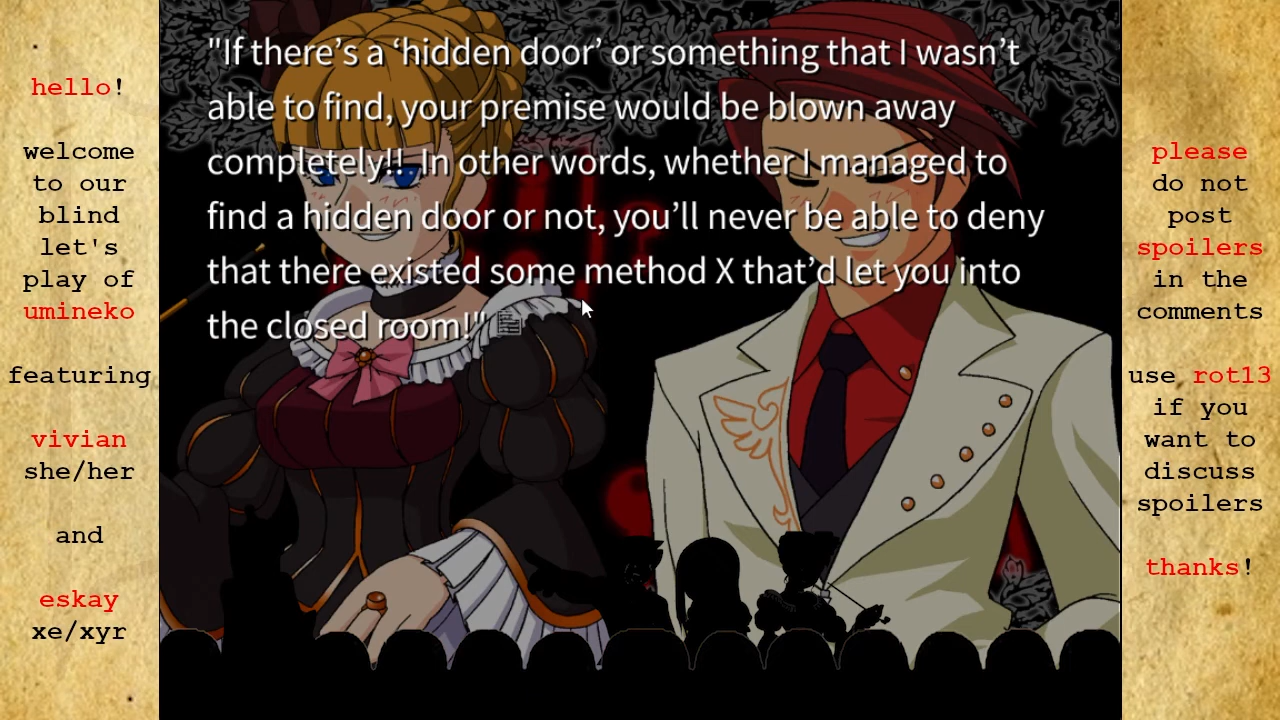 hello!
welcome
to our
blind
let's
play of
umineko
featuring
vivian
she/her
and
eskay
xe/xyr
"If there’s a ‘hidden door’ or something that I wasn’t
able to find, your premise would be blown away
completely!!  In other words, whether I managed to
find a hidden door or not, you’ll never be able to deny
that there existed some method X that’d let you into
the closed room!"
please
do not
post
spoilers
in the
comments
use rot13
if you
want to
discuss
spoilers
thanks!